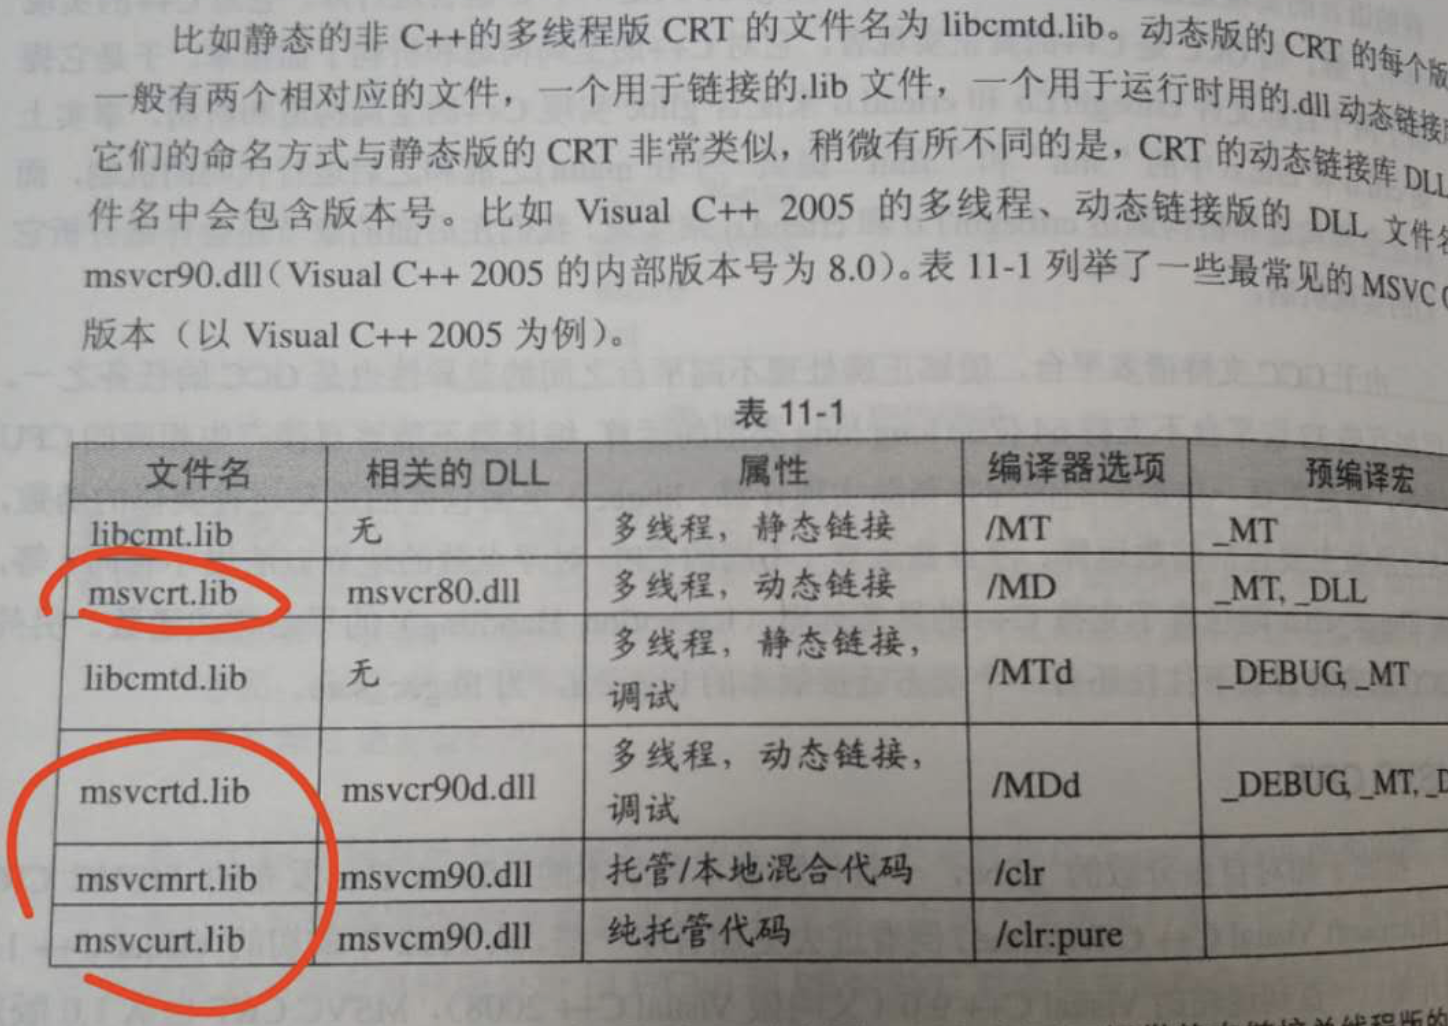 比如静态的非 C++的多线程版 CRT 的文件名为 libcmtd.lib。动态版的 CRT 的每个版
一般有两个相对应的文件，一个用于链接的.lib 文件，一个用于运行时用的.dll 动态链接
它们的命名方式与静态版的 CRT 非常类似，稍微有所不同的是，CRT 的动态链接库 DLL
件名中会包含版本号。比如 Visual C++ 2005 的多线程、动态链接版的 DLL 文件名
msvcr90.dll（Visual C++ 2005 的内部版本号为 8.0）。表 11-1 列举了一些最常见的 MSVC
版本（以 Visual C++ 2005 为例）。
表 11-1
文件名 相关的 DLL 属性 编译器选项 预编译宏
libcmt.lib 无 多线程，静态链接 /MT _MT
msvcrt.lib msvcr80.dll 多线程，动态链接 /MD _MT, _DLL
libcmtd.lib 无 多线程，静态链接，调试 /MTd _DEBUG, _MT
msvcrtd.lib msvcr90d.dll 多线程，动态链接，调试 /MDd _DEBUG, _MT, _D
msvcmrt.lib msvcm90.dll 托管/本地混合代码 /clr
msvcurt.lib msvcm90.dll 纯托管代码 /clr:pure